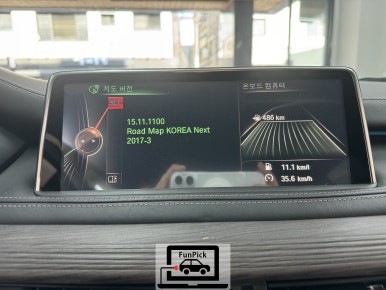 지도 버전
온보드 컴퓨터
15.11.1100
Road Map KOREA Next
2017-3
486 km
11.1 km/l
35.6 km/h
FunPick